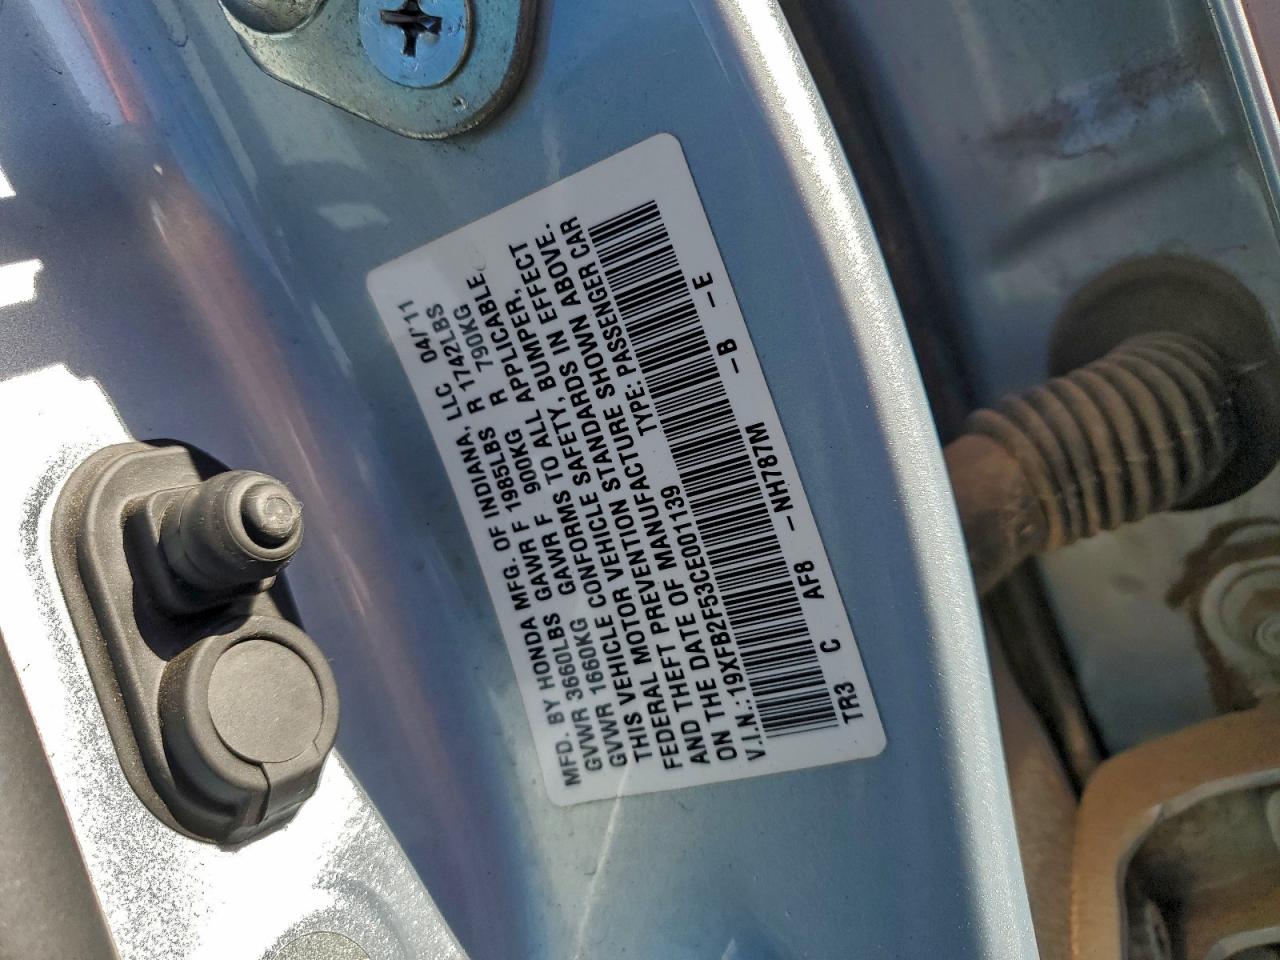 MFD. BY HONDA MFG. OF INDIANA, LLC 04/'11
GVWR 3660LBS GAWR F 1985LBS R 1742LBS
GVWR 1660KG GAWR F 900KG R 790KG
THIS VEHICLE CONFORMS TO ALL APPLICABLE
FEDERAL MOTOR VEHICLE SAFETY, BUMPER,
AND THEFT PREVENTION STANDARDS IN EFFECT
ON THE DATE OF MANUFACTURE SHOWN ABOVE.
V.I.N.: 19XFB2F53CE001139 TYPE: PASSENGER CAR
TR3 C AF8 -NH787M -B -E